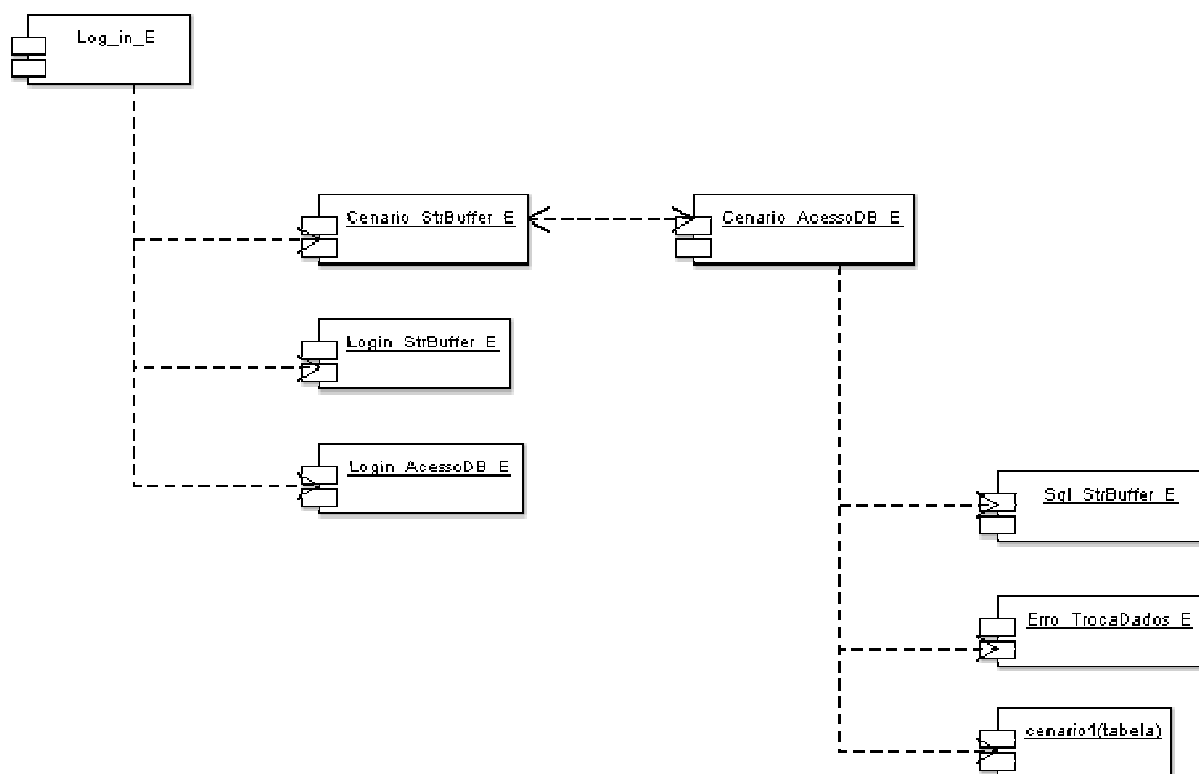 Log_in_E
Cenario_StrBuffer_E
Cenario_AcessoDB_E
Login_StrBuffer_E
Login_AcessoDB_E
Sql_StrBuffer_E
Erro_TrocaDados_E
cenario1(tabela)